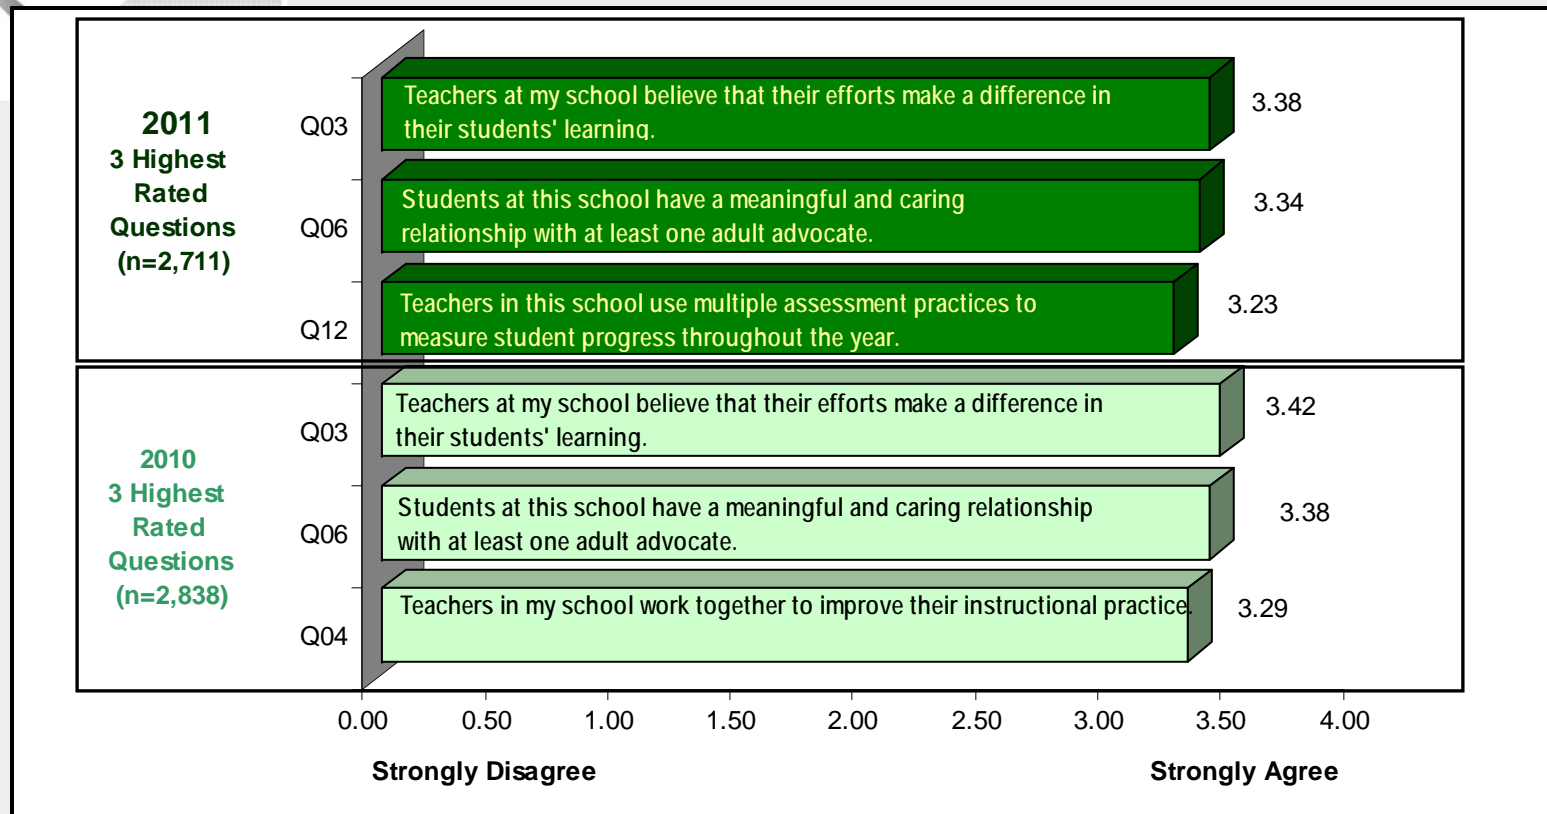 2011
3 Highest
Rated
Questions
(n=2,711)
Q03
Teachers at my school believe that their efforts make a difference in
their students' learning.
3.38
Q06
Students at this school have a meaningful and caring
relationship with at least one adult advocate.
3.34
Q12
Teachers in this school use multiple assessment practices to
measure student progress throughout the year.
3.23
2010
3 Highest
Rated
Questions
(n=2,838)
Q03
Teachers at my school believe that their efforts make a difference in
their students' learning.
3.42
Q06
Students at this school have a meaningful and caring relationship
with at least one adult advocate.
3.38
Q04
Teachers in my school work together to improve their instructional practice.
3.29
0.00 0.50 1.00 1.50 2.00 2.50 3.00 3.50 4.00
Strongly Disagree Strongly Agree